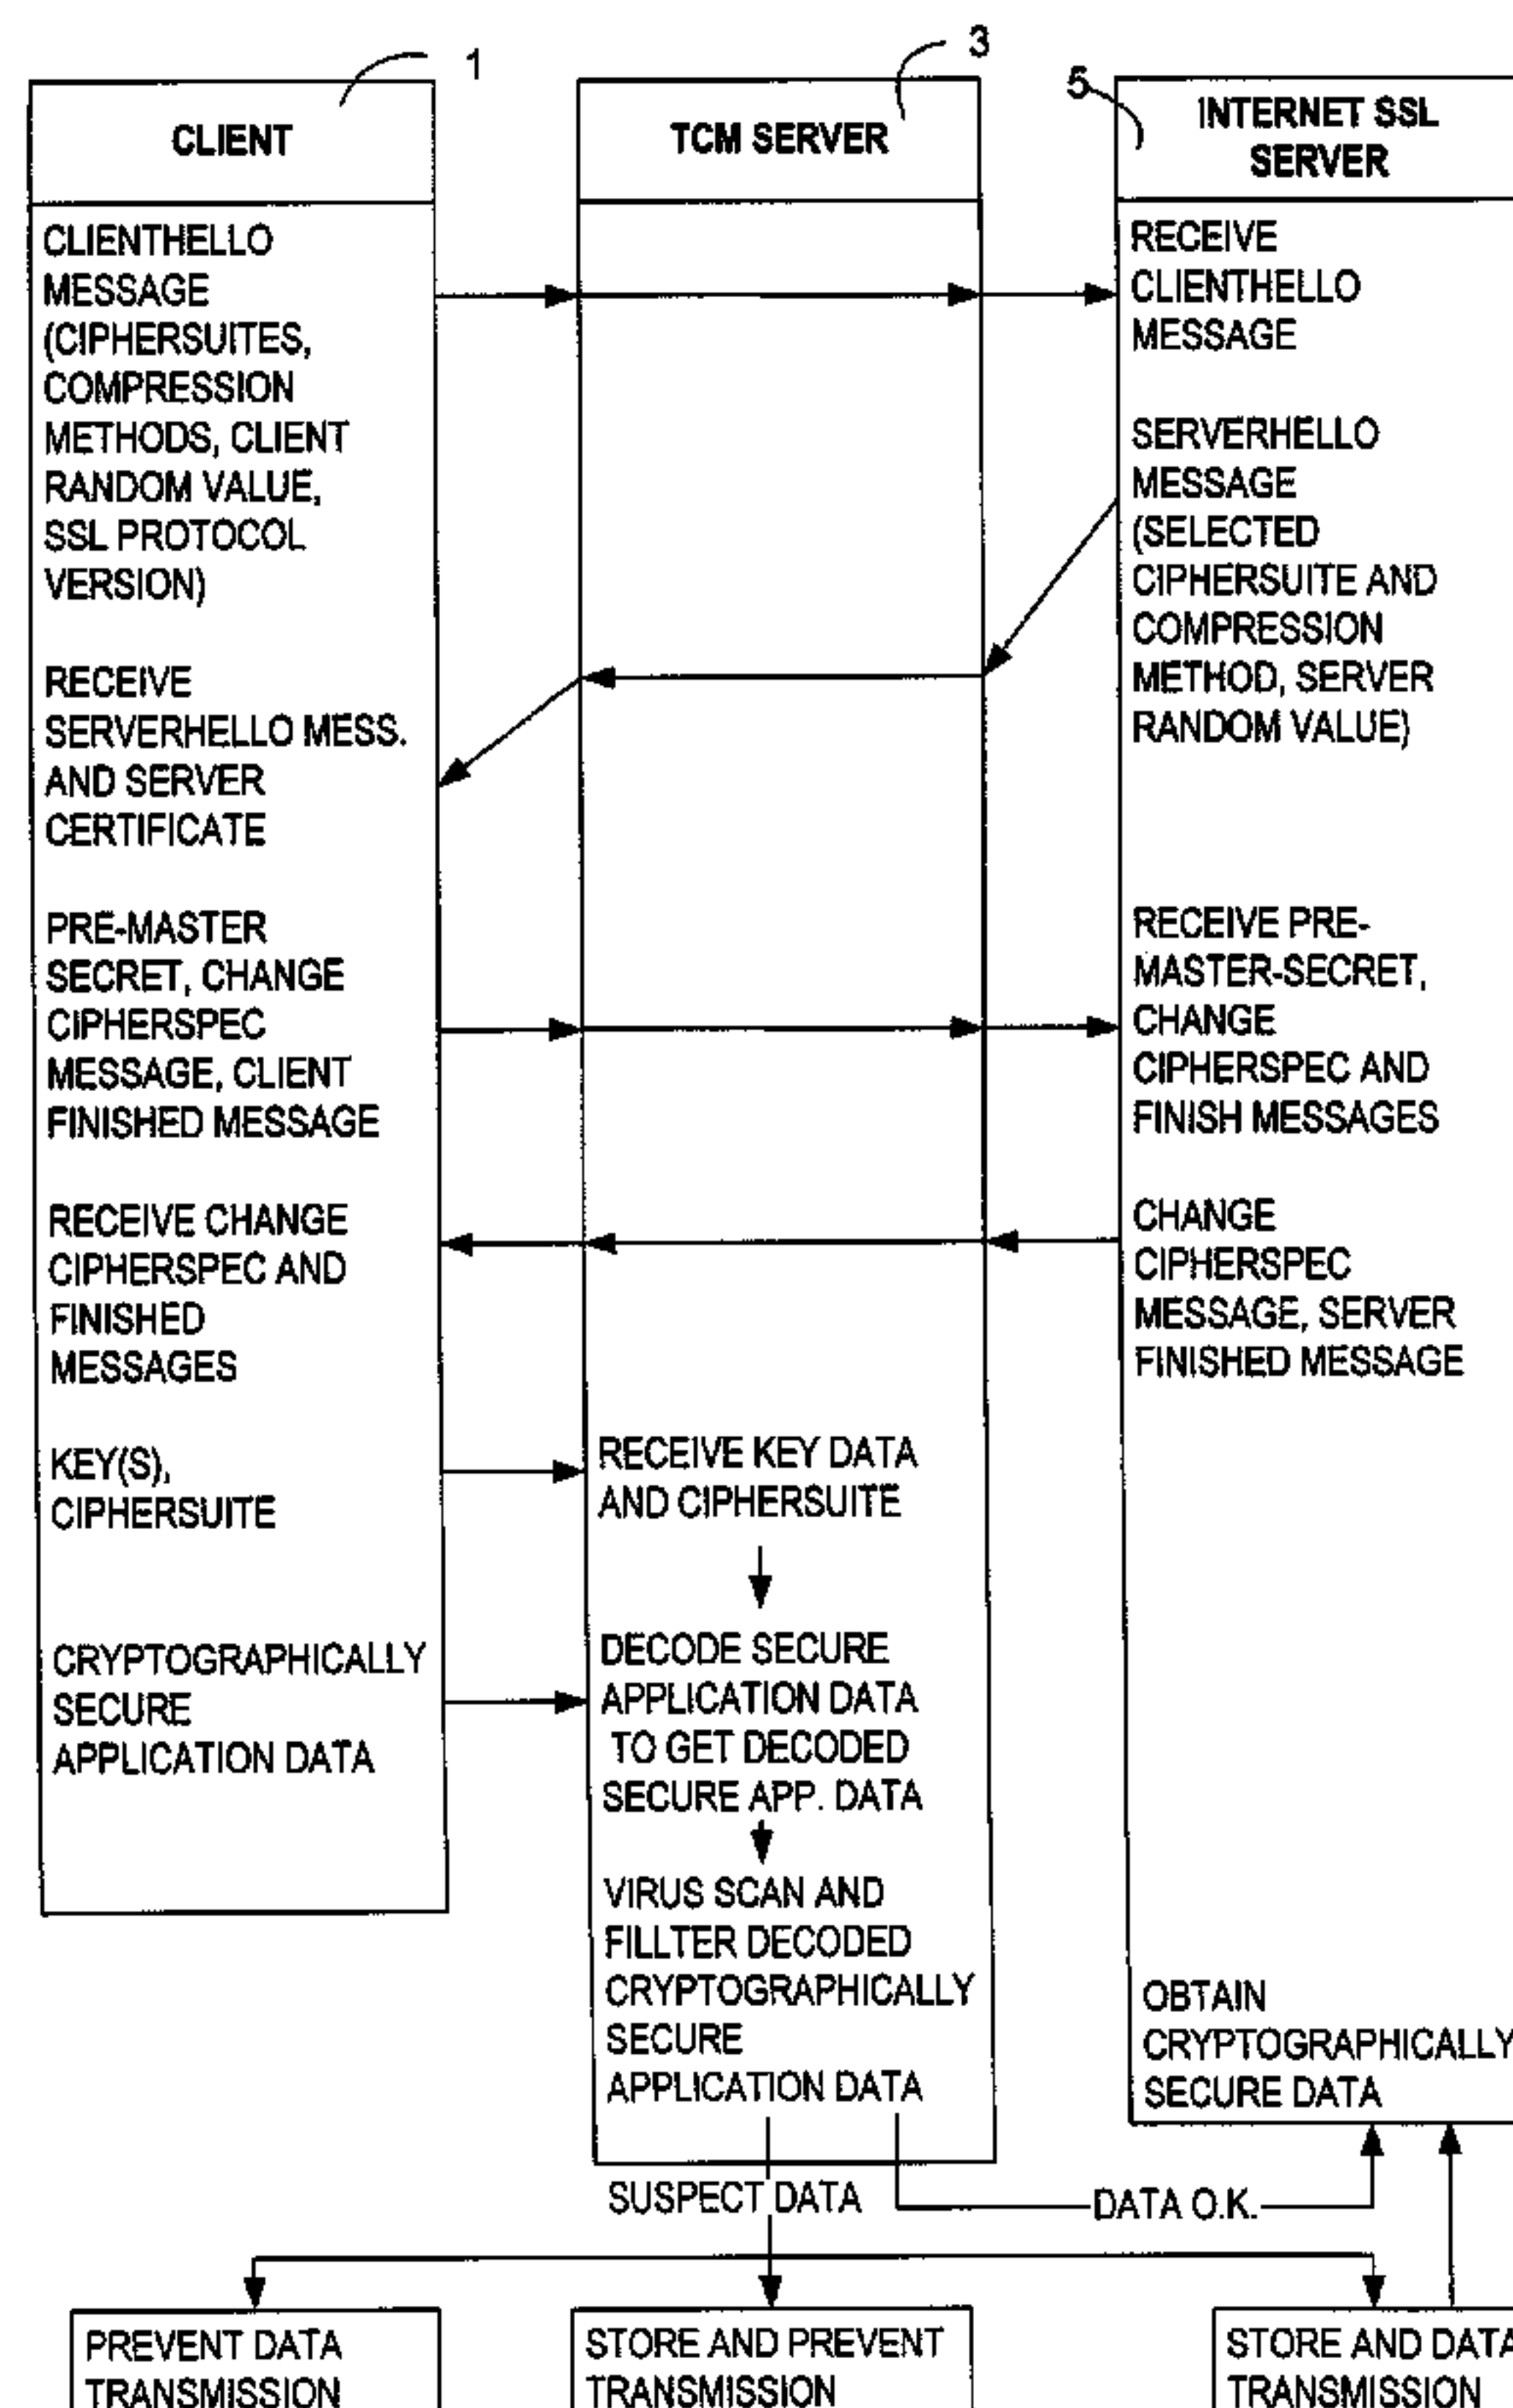 1
3
5
CLIENT
CLIENTHELLO
MESSAGE
(CIPHERSUITES,
COMPRESSION
METHODS, CLIENT
RANDOM VALUE,
SSL PROTOCOL
VERSION)
RECEIVE
SERVERHELLO MESS.
AND SERVER
CERTIFICATE
PRE-MASTER
SECRET, CHANGE
CIPHERSPEC
MESSAGE, CLIENT
FINISHED MESSAGE
RECEIVE CHANGE
CIPHERSPEC AND
FINISHED
MESSAGES
KEY(S),
CIPHERSUITE
CRYPTOGRAPHICALLY
SECURE
APPLICATION DATA
TCM SERVER
RECEIVE KEY DATA
AND CIPHERSUITE
DECODE SECURE
APPLICATION DATA
TO GET DECODED
SECURE APP. DATA
VIRUS SCAN AND
FILLTER DECODED
CRYPTOGRAPHICALLY
SECURE
APPLICATION DATA
INTERNET SSL
SERVER
RECEIVE
CLIENTHELLO
MESSAGE
SERVERHELLO
MESSAGE
(SELECTED
CIPHERSUITE AND
COMPRESSION
METHOD, SERVER
RANDOM VALUE)
RECEIVE PRE-
MASTER-SECRET,
CHANGE
CIPHERSPEC AND
FINISH MESSAGES
CHANGE
CIPHERSPEC
MESSAGE, SERVER
FINISHED MESSAGE
OBTAIN
CRYPTOGRAPHICALLY
SECURE DATA
SUSPECT DATA
DATA O.K.
PREVENT DATA
TRANSMISSION
STORE AND PREVENT
TRANSMISSION
STORE AND DATA
TRANSMISSION